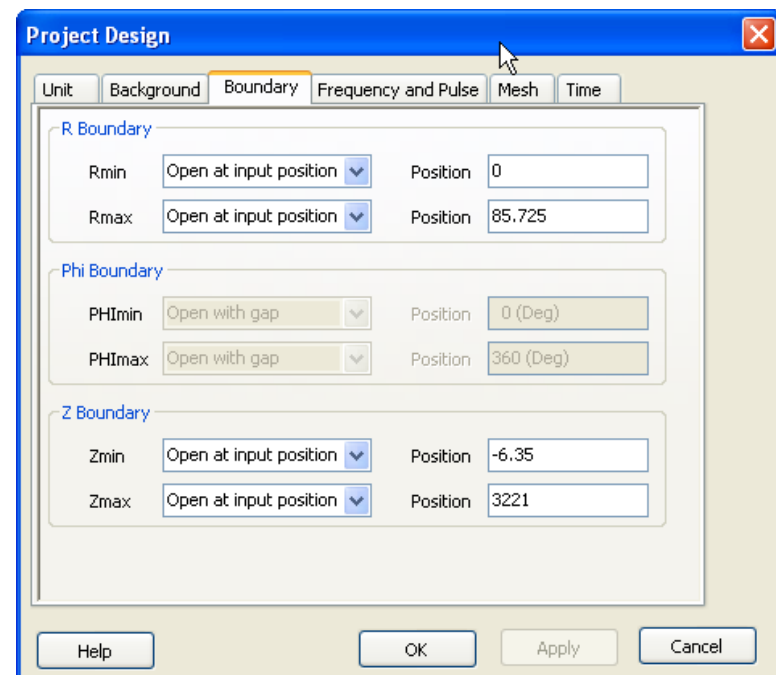 Project Design
Unit Background Boundary Frequency and Pulse Mesh Time
R Boundary
Rmin Open at input position Position 0
Rmax Open at input position Position 85.725
Phi Boundary
PHImin Open with gap Position 0 (Deg)
PHImax Open with gap Position 360 (Deg)
Z Boundary
Zmin Open at input position Position -6.35
Zmax Open at input position Position 3221
Help OK Apply Cancel